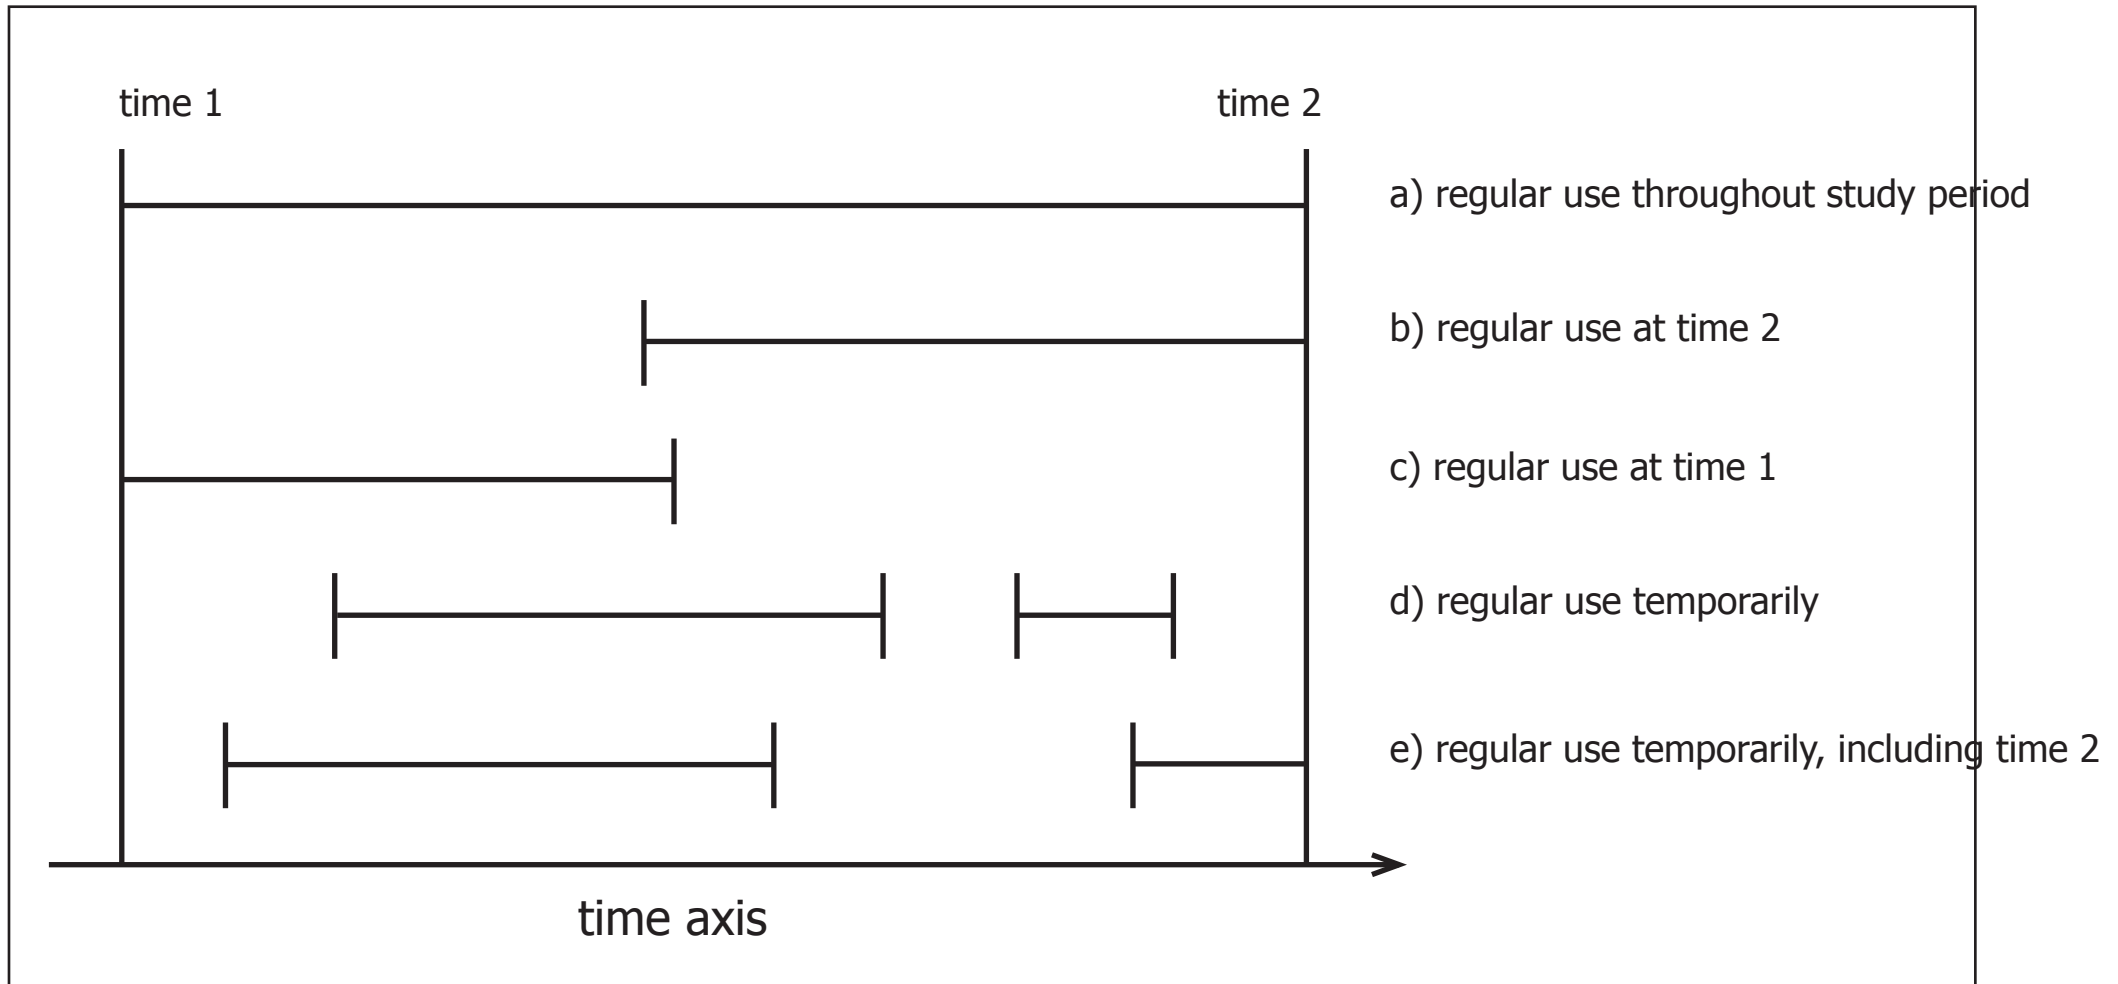 time 1
time 2
a) regular use throughout study period
b) regular use at time 2
c) regular use at time 1
d) regular use temporarily
e) regular use temporarily, including time 2
time axis